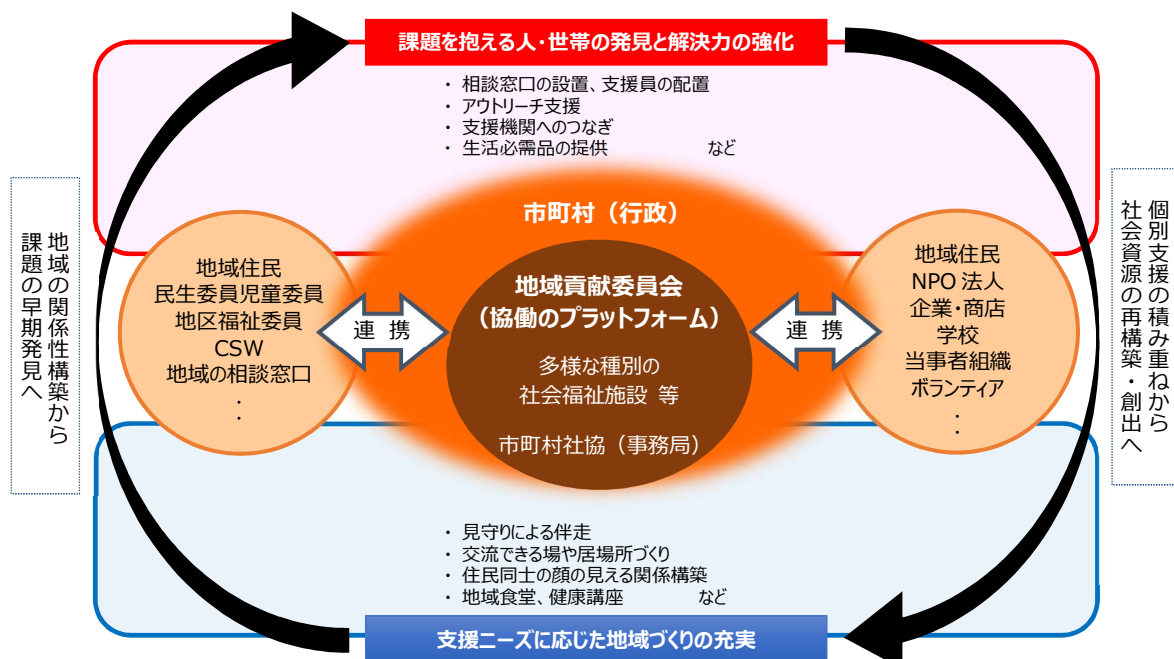 課題を抱える人・世帯の発見と解決力の強化
・ 相談窓口の設置、支援員の配置
・ アウトリーチ支援
・ 支援機関へのつなぎ
・ 生活必需品の提供　　　など
地域の関係性構築から
課題の早期発見へ
市町村（行政）
地域住民
民生委員児童委員
地区福祉委員
CSW
地域の相談窓口
・
・
連 携
地域貢献委員会
（協働のプラットフォーム）
多様な種別の
社会福祉施設 等
市町村社協（事務局）
連 携
地域住民
NPO 法人
企業・商店
学校
当事者組織
ボランティア
・
・
個別支援の積み重ねから
社会資源の再構築・創出へ
・ 見守りによる伴走
・ 交流できる場や居場所づくり
・ 住民同士の顔の見える関係構築
・ 地域食堂、健康講座　　　など
支援ニーズに応じた地域づくりの充実